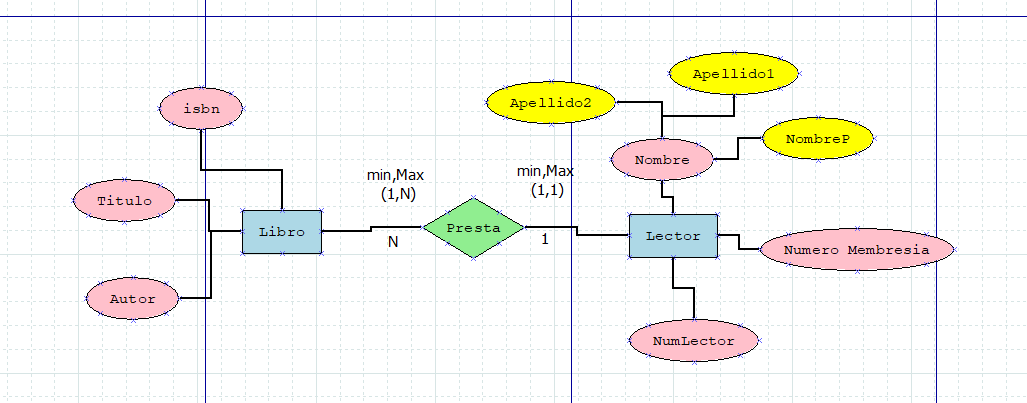 Apellido1
Apellido2
isbn
NombreP
Nombre
min,Max
(1,N)
min,Max
(1,1)
Titulo
Libro
Presta
Lector
N
1
Numero Membresia
Autor
NumLector